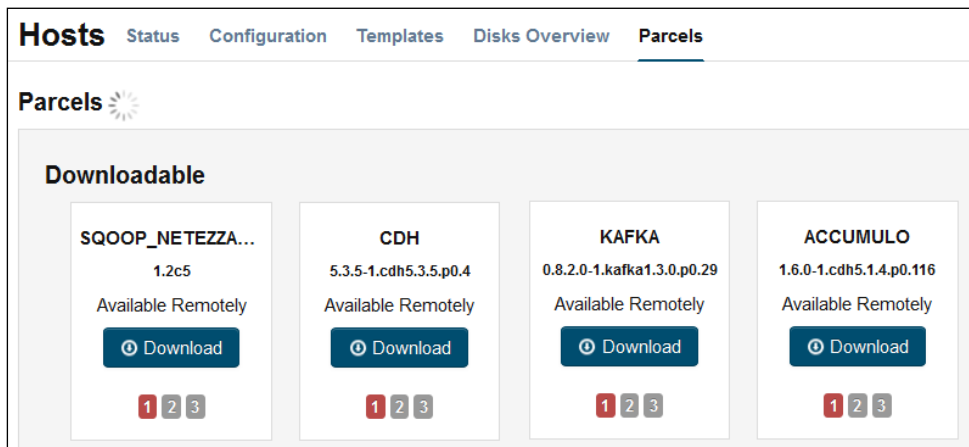 Hosts Status Configuration Templates Disks Overview Parcels
Parcels
Downloadable
SQOOP_NETEZZA...
1.2c5
Available Remotely
Download
1 2 3
CDH
5.3.5-1.cdh5.3.5.p0.4
Available Remotely
Download
1 2 3
KAFKA
0.8.2.0-1.kafka1.3.0.p0.29
Available Remotely
Download
1 2 3
ACCUMULO
1.6.0-1.cdh5.1.4.p0.116
Available Remotely
Download
1 2 3